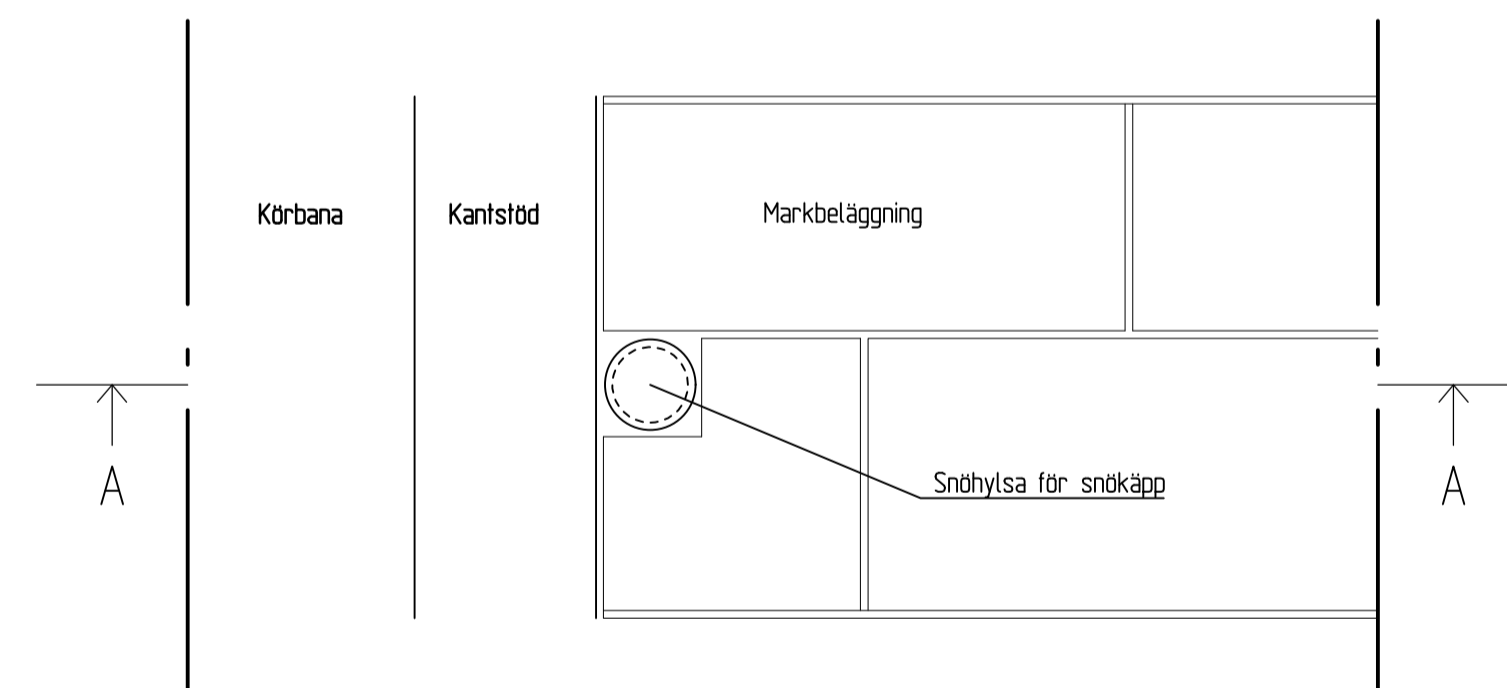 Körbana
Kantstöd
Markbeläggning
Snöhylsa för snökäpp
A
A